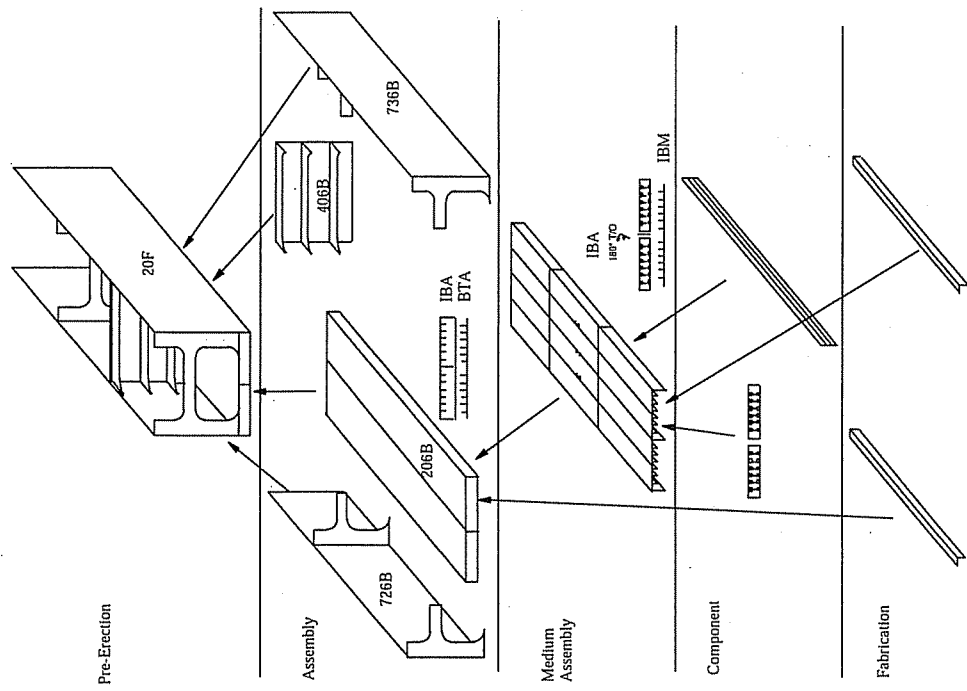 Pre-Erection
20F
Assembly
726B
206B
IBA
BTA
406B
736B
Medium
Assembly
IBA
180° T/O
IBM
Component
Fabrication